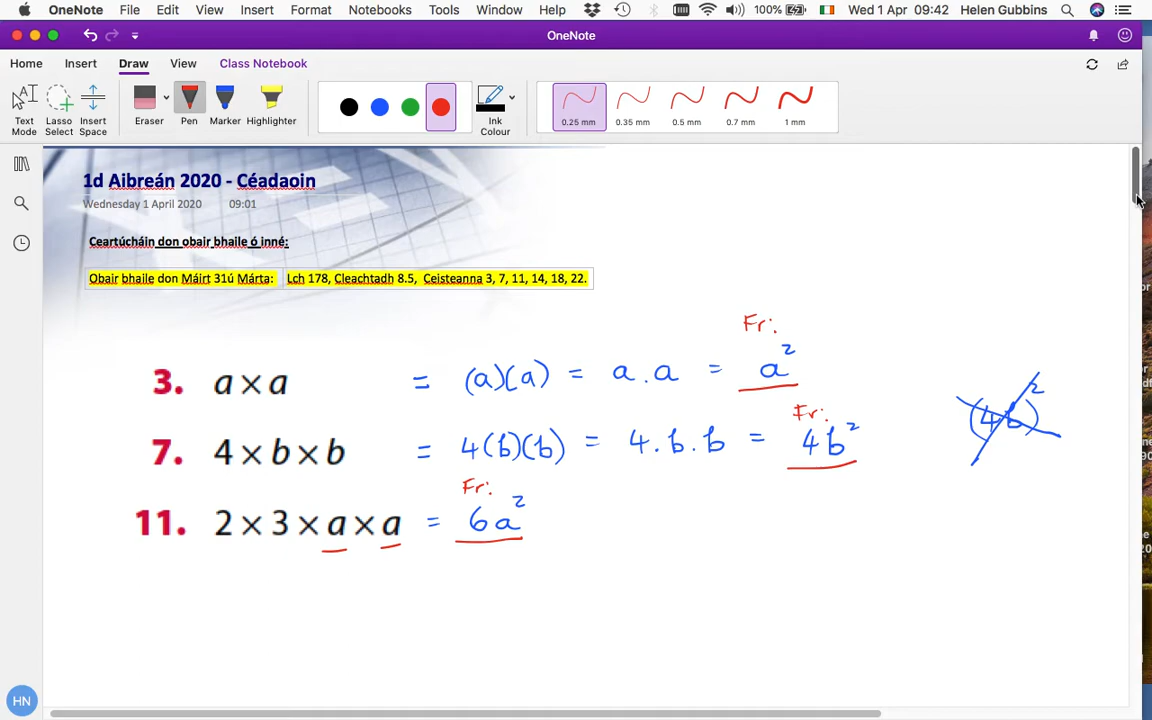 OneNote File Edit View Insert Format Notebooks Tools Window Help 100% Wed 1 Apr 09:42 Helen Gubbins
OneNote
Home Insert Draw View Class Notebook
Text Mode
Lasso Select
Insert Space
Eraser
Pen
Marker
Highlighter
Ink Colour
0.25 mm 0.35 mm 0.5 mm 0.7 mm 1 mm
1d Aibreán 2020 - Céadaoin
Wednesday 1 April 2020 09:01
Ceartúcháin don obair bhaile ó inné:
Obair bhaile don Máirt 31ú Márta: Lch 178, Cleachtadh 8.5, Ceisteanna 3, 7, 11, 14, 18, 22.
Fr:
3. a × a = (a)(a) = a . a = a²
Fr:
7. 4 × b × b = 4(b)(b) = 4 . b . b = 4b²
(4b)²
Fr:
11. 2 × 3 × a × a = 6a²
HN